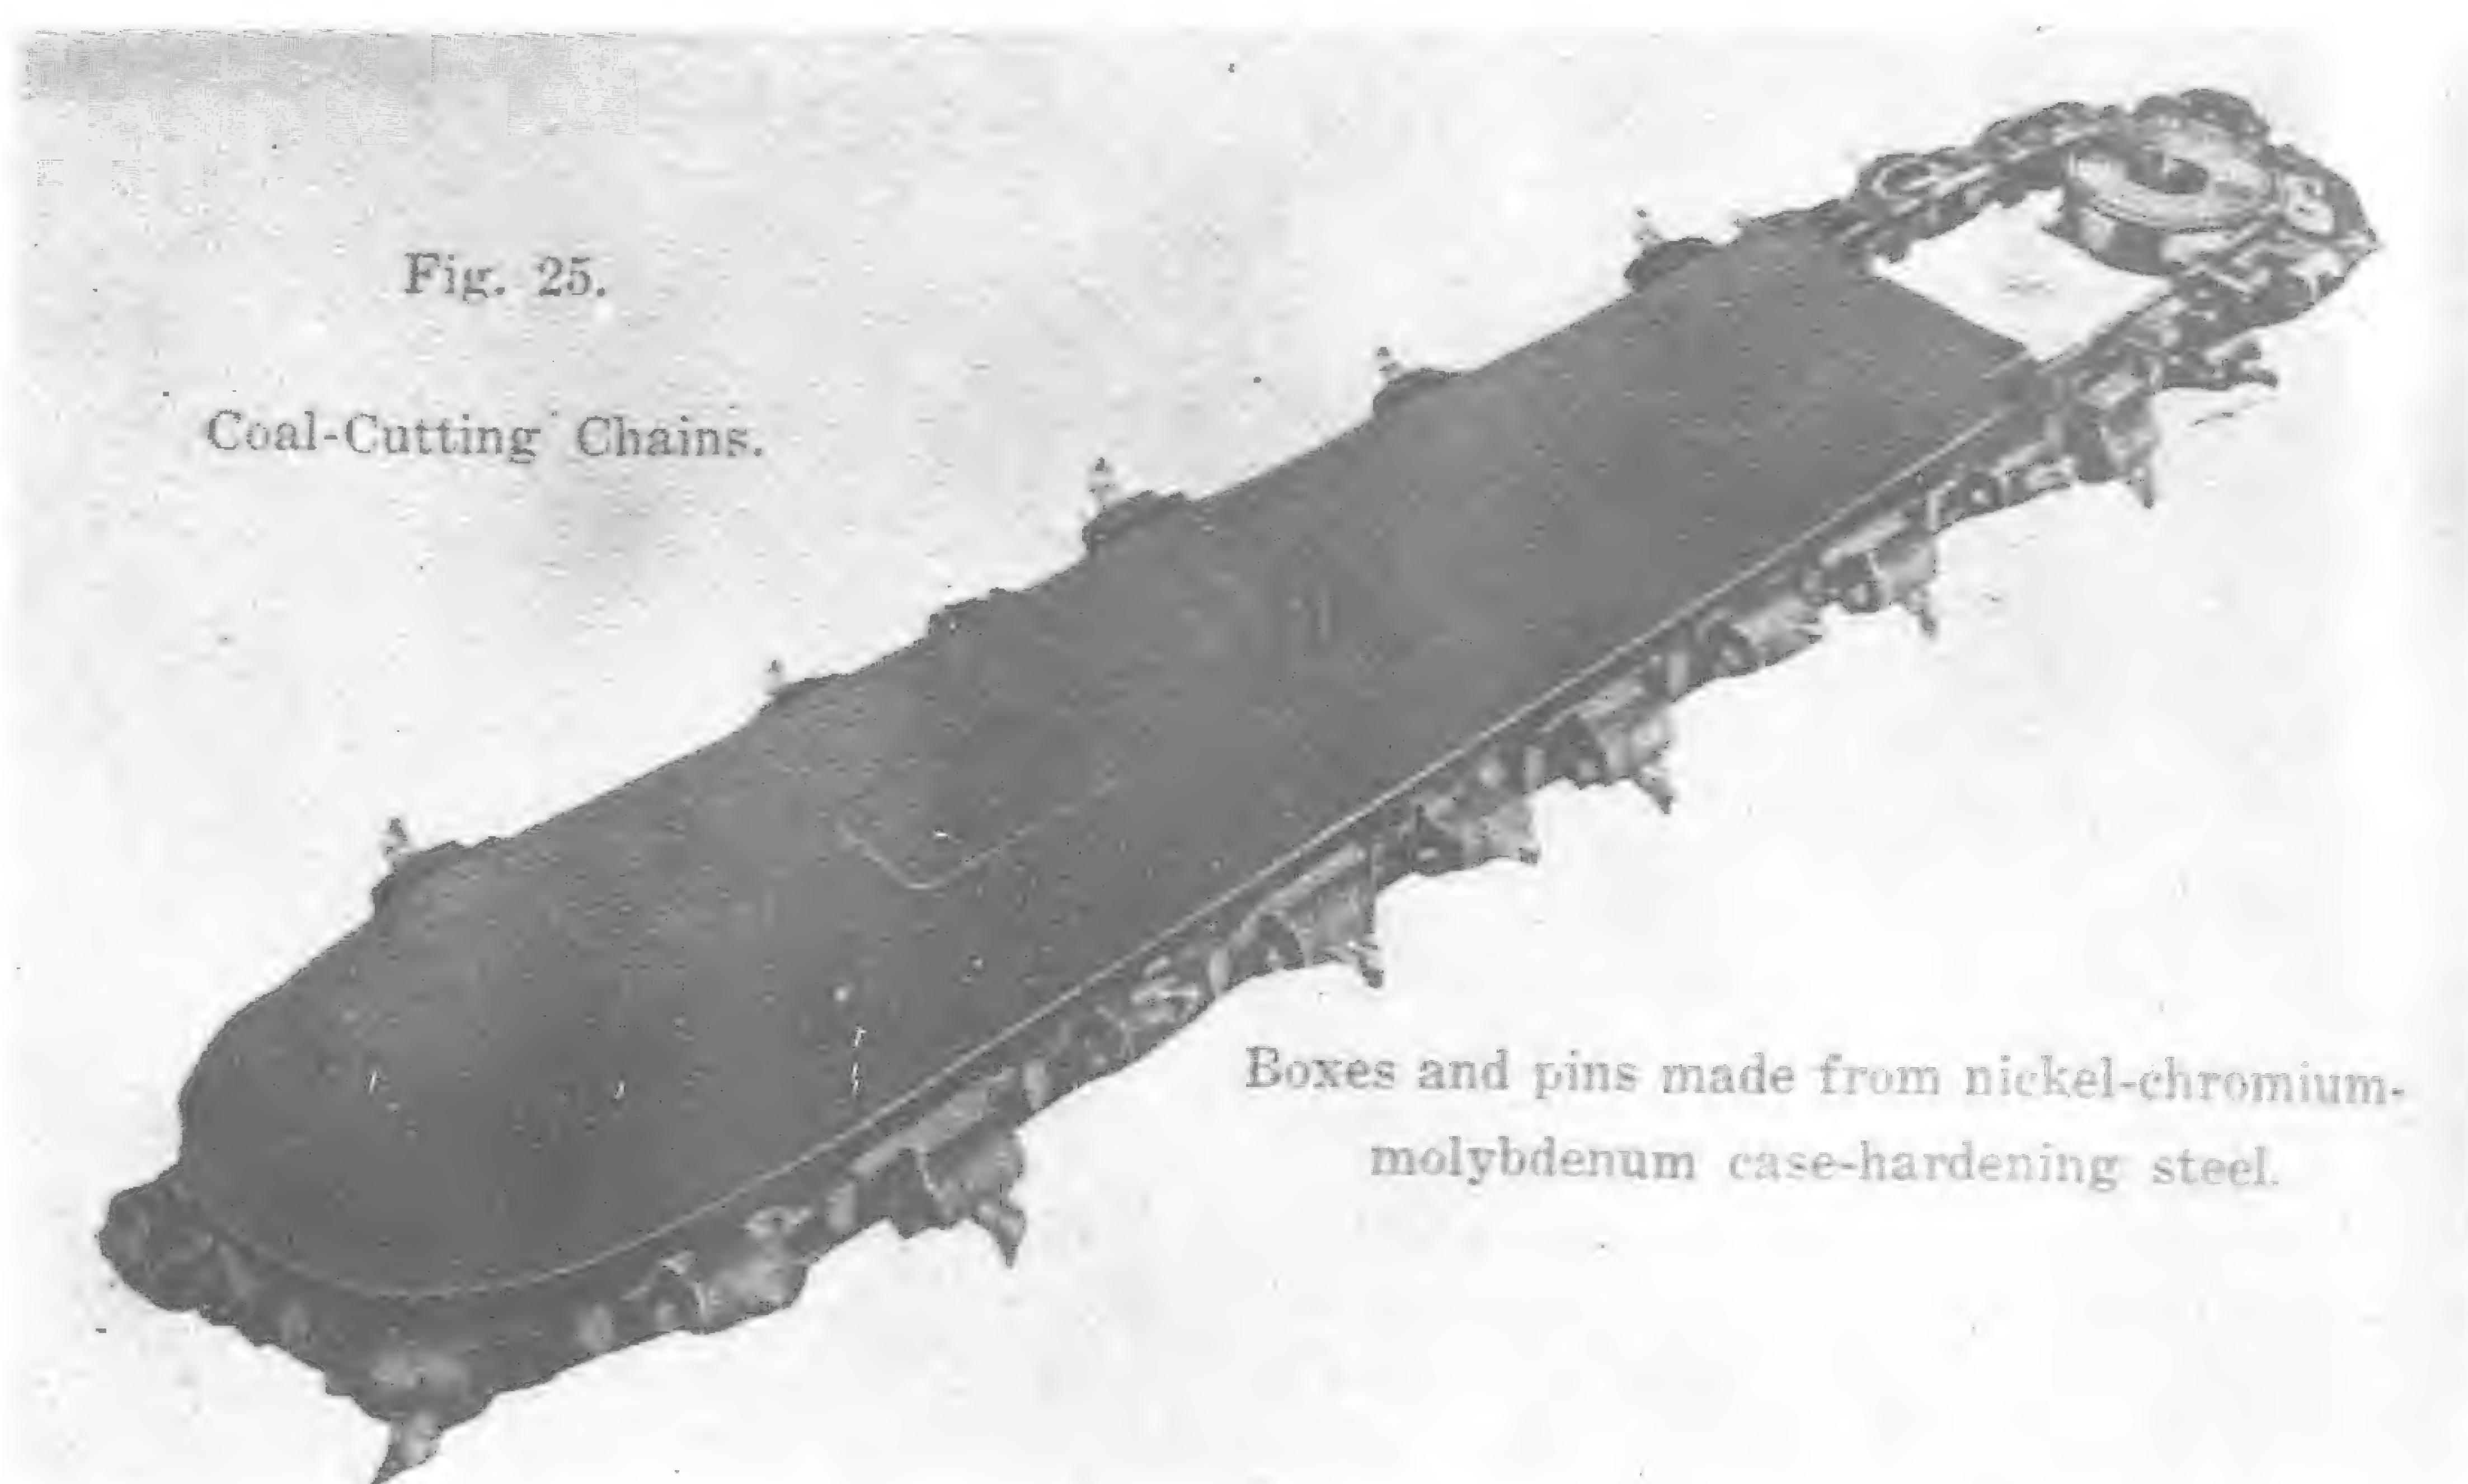 Fig. 25.
Coal-Cutting Chains.
Boxes and pins made from nickel-chromium-
molybdenum case-hardening steel.